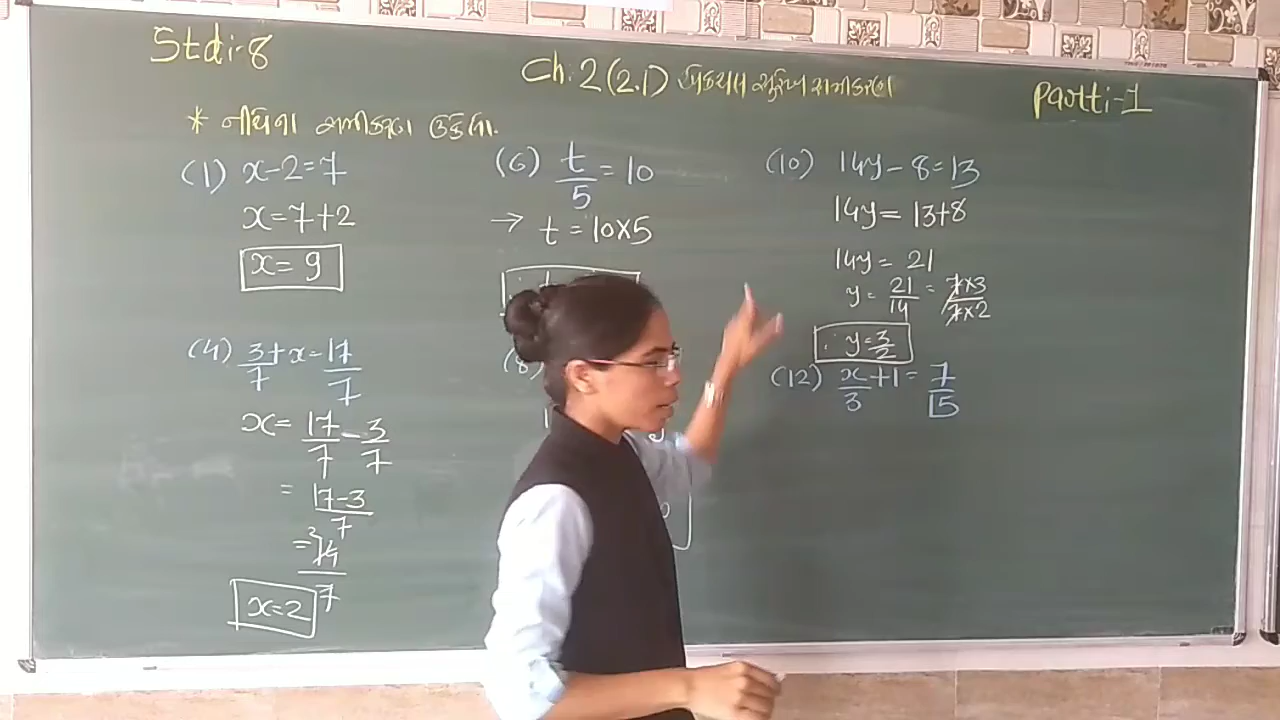 Std:-8
Ch. 2 (2.1) એકચલ સુરેખ સમીકરણ
Part:-1
* નીચેના સમીકરણ ઉકેલો.
(1) x-2=7
x=7+2
x= 9
(4) 3/7 + x = 17/7
x= 17/7 - 3/7
= 17-3/7
= 14/7
x=2
(6) t/5 = 10
→ t = 10×5
(8)
(10) 14y - 8 = 13
14y = 13+8
14y = 21
y = 21/14 = 7×3/7×2
∴ y = 3/2
(12) x/3 + 1 = 7/15